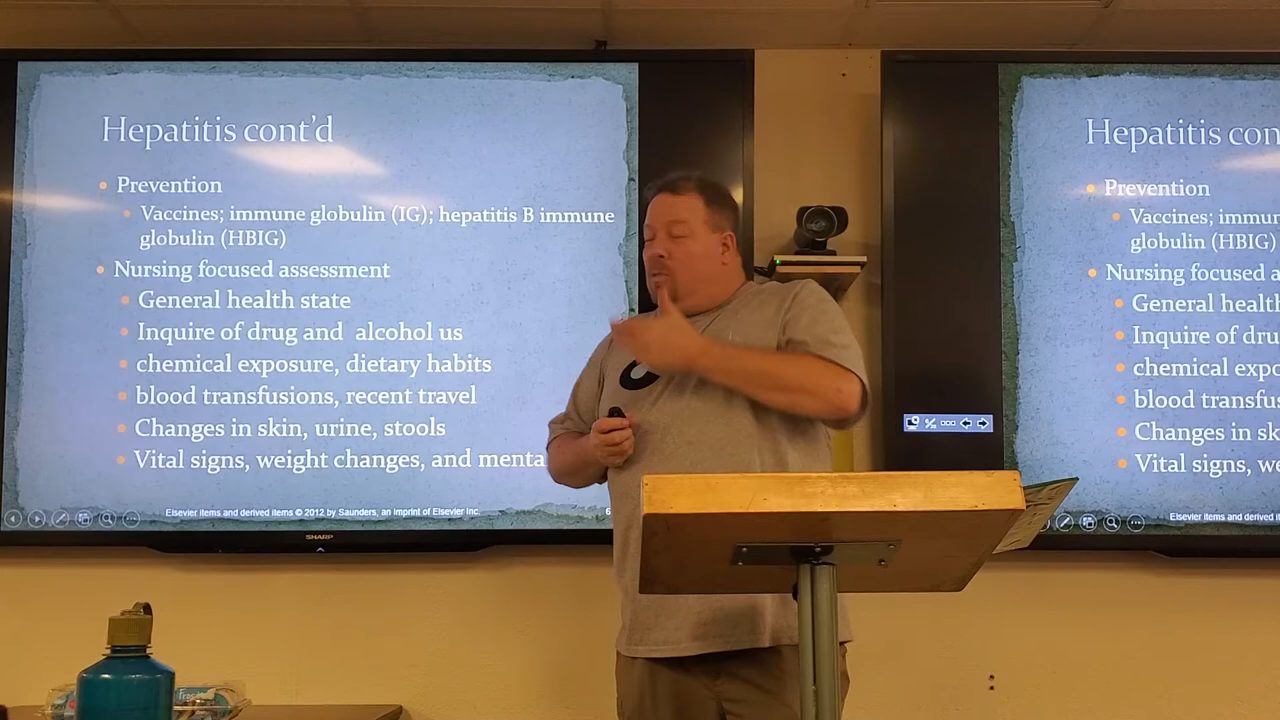 Hepatitis cont'd
Prevention
Vaccines; immune globulin (IG); hepatitis B immune
globulin (HBIG)
Nursing focused assessment
General health state
Inquire of drug and alcohol us
chemical exposure, dietary habits
blood transfusions, recent travel
Changes in skin, urine, stools
Vital signs, weight changes, and menta
Elsevier items and derived items © 2012 by Saunders, an imprint of Elsevier Inc.
6
SHARP
Hepatitis con
Prevention
Vaccines; immun
globulin (HBIG)
Nursing focused a
General health
Inquire of dru
chemical expo
blood transfus
Changes in sk
Vital signs, we
Elsevier items and derived it